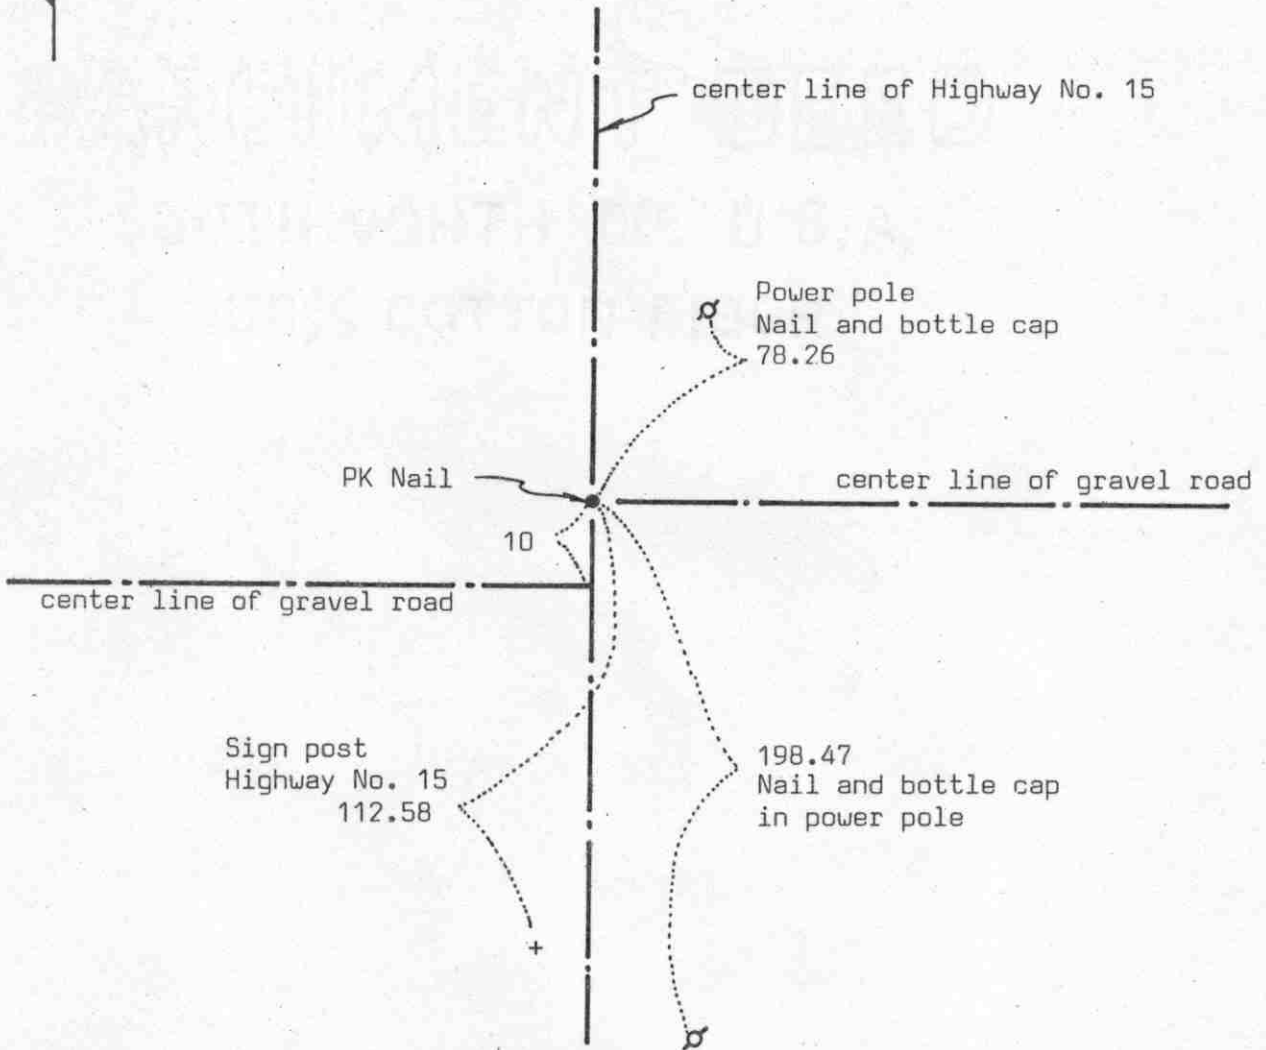 center line of Highway No. 15
Power pole
Nail and bottle cap
78.26
PK Nail
center line of gravel road
10
center line of gravel road
Sign post
Highway No. 15
112.58
198.47
Nail and bottle cap
in power pole